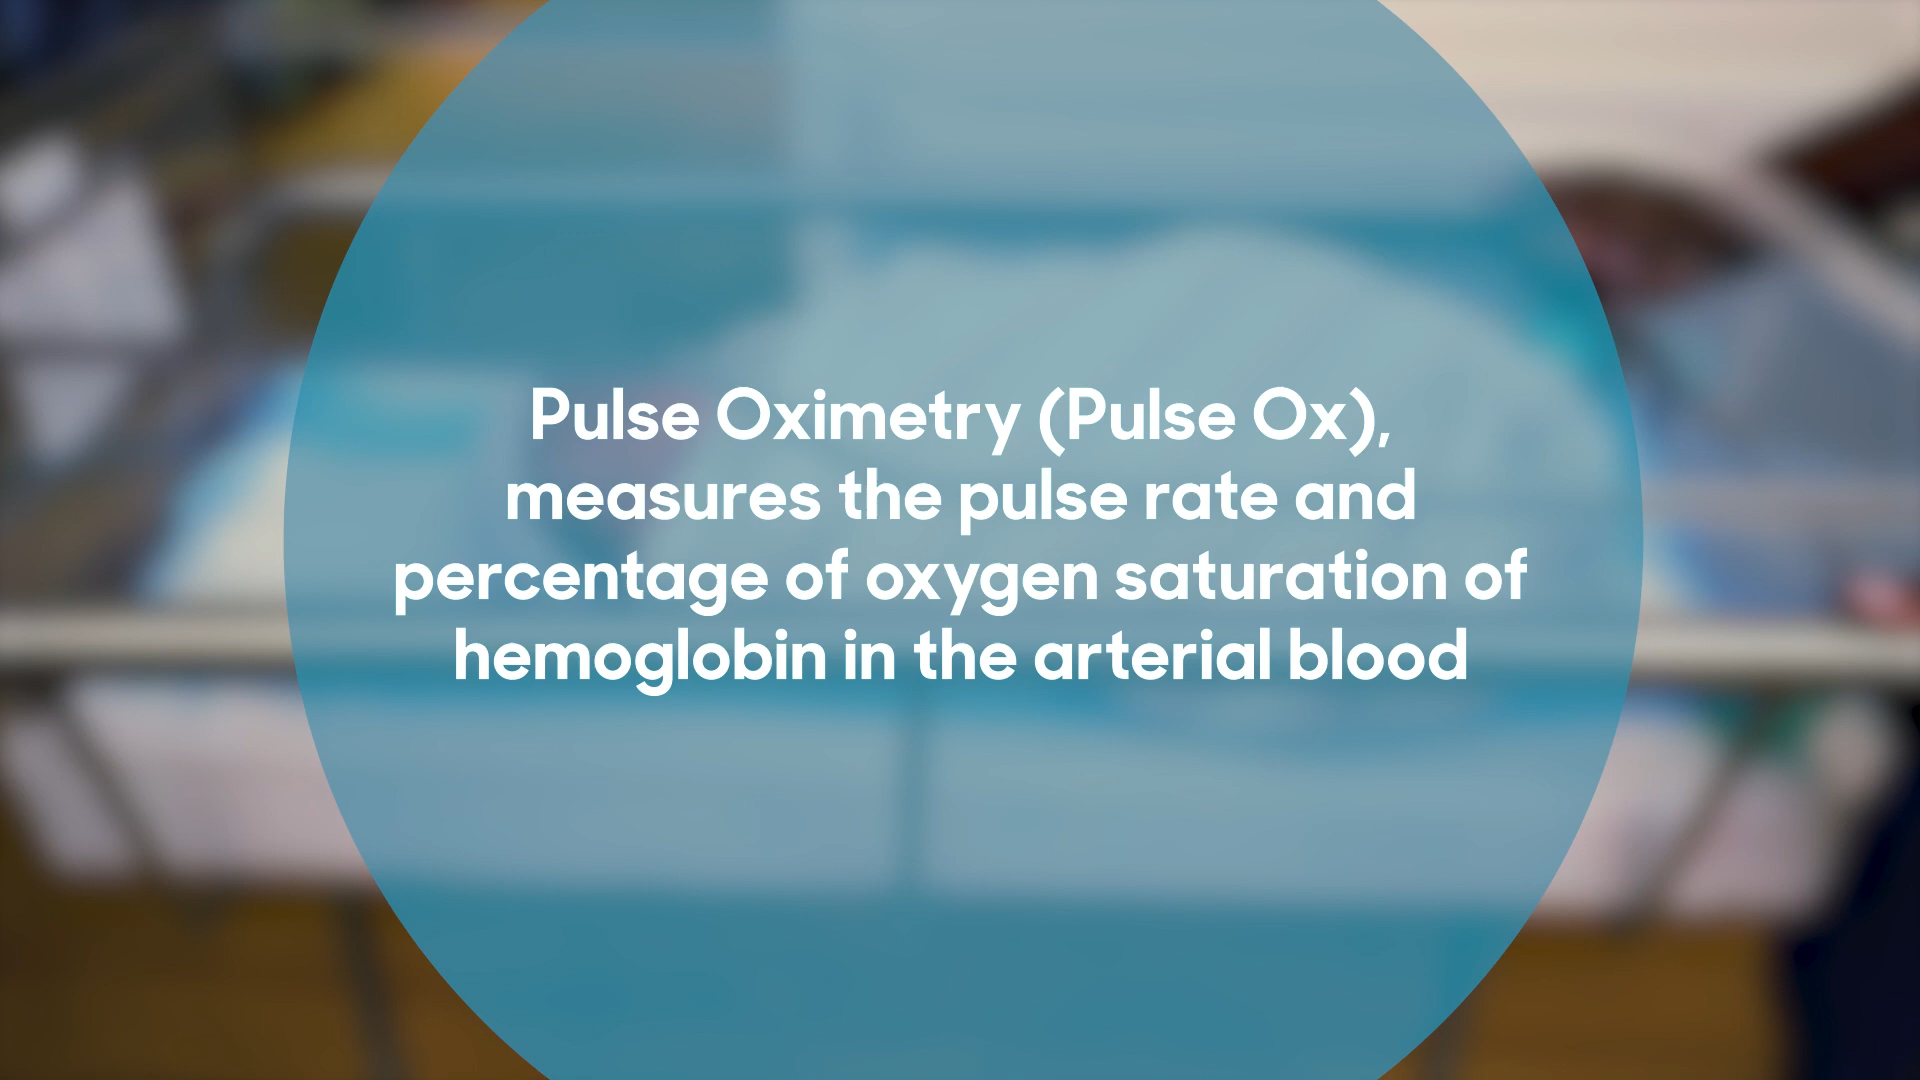 Pulse Oximetry (Pulse Ox),
measures the pulse rate and
percentage of oxygen saturation of
hemoglobin in the arterial blood